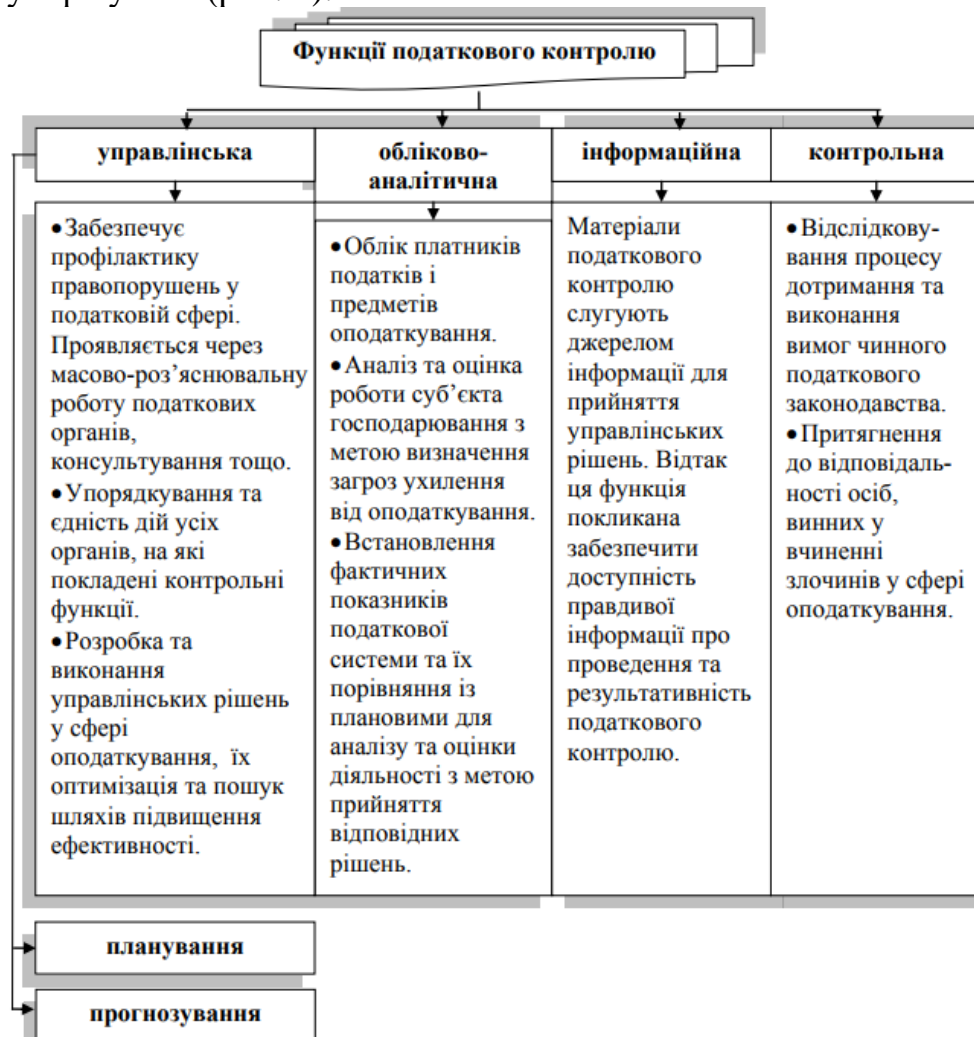 Функції податкового контролю
управлінська
обліково-
аналітична
інформаційна
контрольна
•Забезпечує
профілактику
правопорушень у
податковій сфері.
Проявляється через
масово-роз’яснювальну
роботу податкових
органів,
консультування тощо.
•Упорядкування та
єдність дій усіх
органів, на які
покладені контрольні
функції.
•Розробка та
виконання
управлінських рішень
у сфері
оподаткування, їх
оптимізація та пошук
шляхів підвищення
ефективності.
•Облік платників
податків і
предметів
оподаткування.
•Аналіз та оцінка
роботи суб’єкта
господарювання з
метою визначення
загроз ухилення
від оподаткування.
•Встановлення
фактичних
показників
податкової
системи та їх
порівняння із
плановими для
аналізу та оцінки
діяльності з метою
прийняття
відповідних
рішень.
Матеріали
податкового
контролю
слугують
джерелом
інформації для
прийняття
управлінських
рішень. Відтак
ця функція
покликана
забезпечити
доступність
правдивої
інформації про
проведення та
результативність
податкового
контролю.
•Відслідкову-
вання процесу
дотримання та
виконання
вимог чинного
податкового
законодавства.
•Притягнення
до відповідаль-
ності осіб,
винних у
вчиненні
злочинів у сфері
оподаткування.
планування
прогнозування